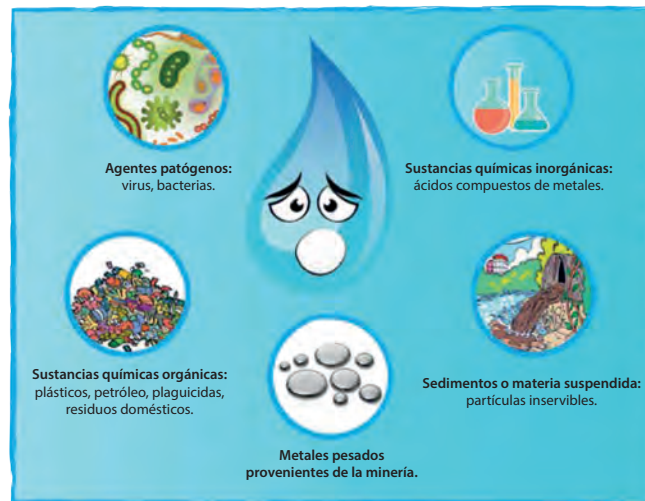 Agentes patógenos:
virus, bacterias.
Sustancias químicas inorgánicas:
ácidos compuestos de metales.
Sustancias químicas orgánicas:
plásticos, petróleo, plaguicidas,
residuos domésticos.
Sedimentos o materia suspendida:
partículas inservibles.
Metales pesados
provenientes de la minería.